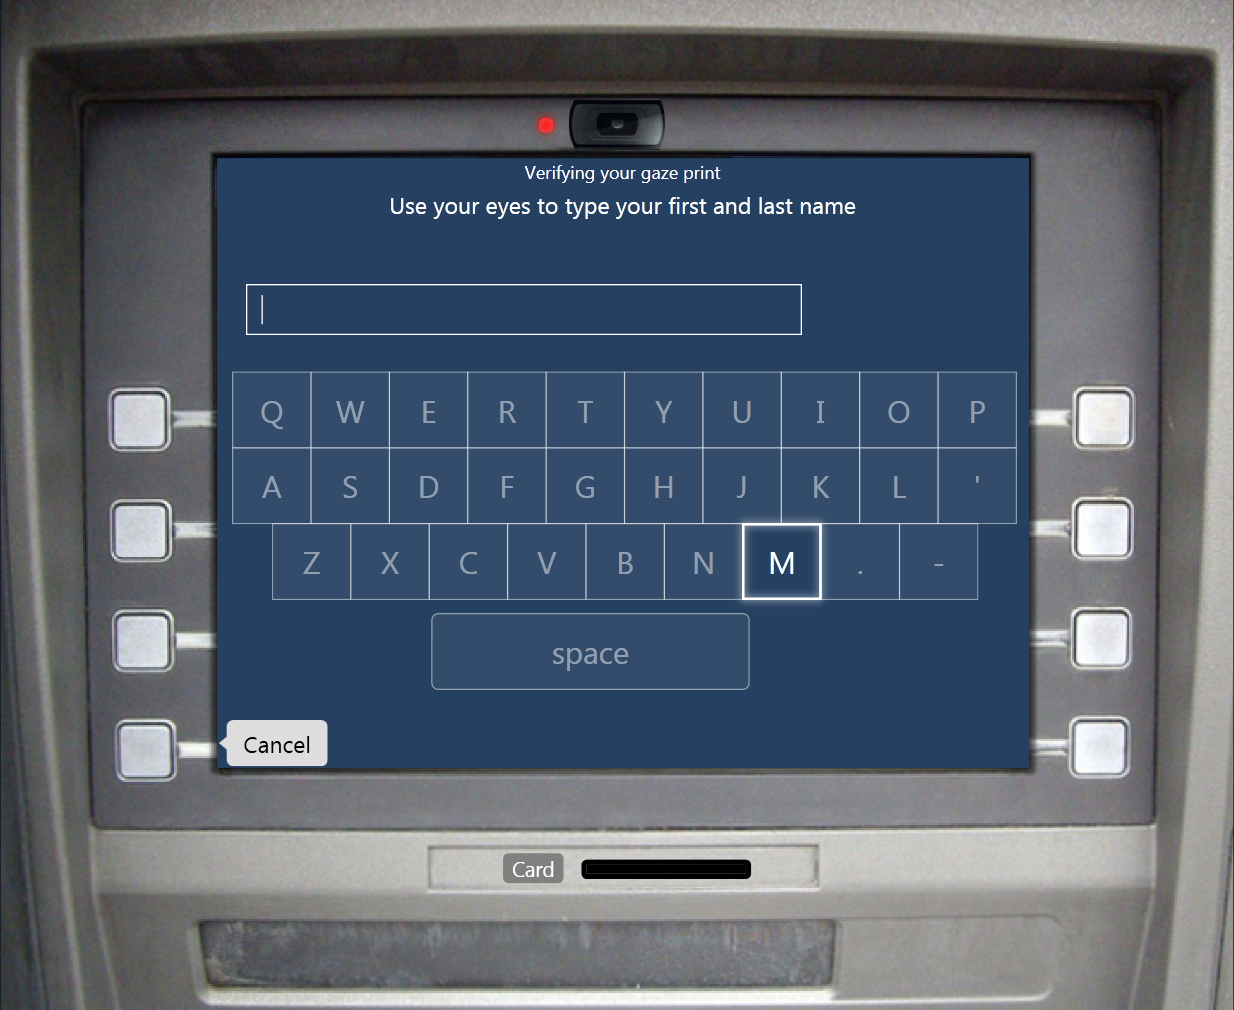 Verifying your gaze print
Use your eyes to type your first and last name
Q W E R T Y U I O P
A S D F G H J K L '
Z X C V B N M . -
space
Cancel
Card